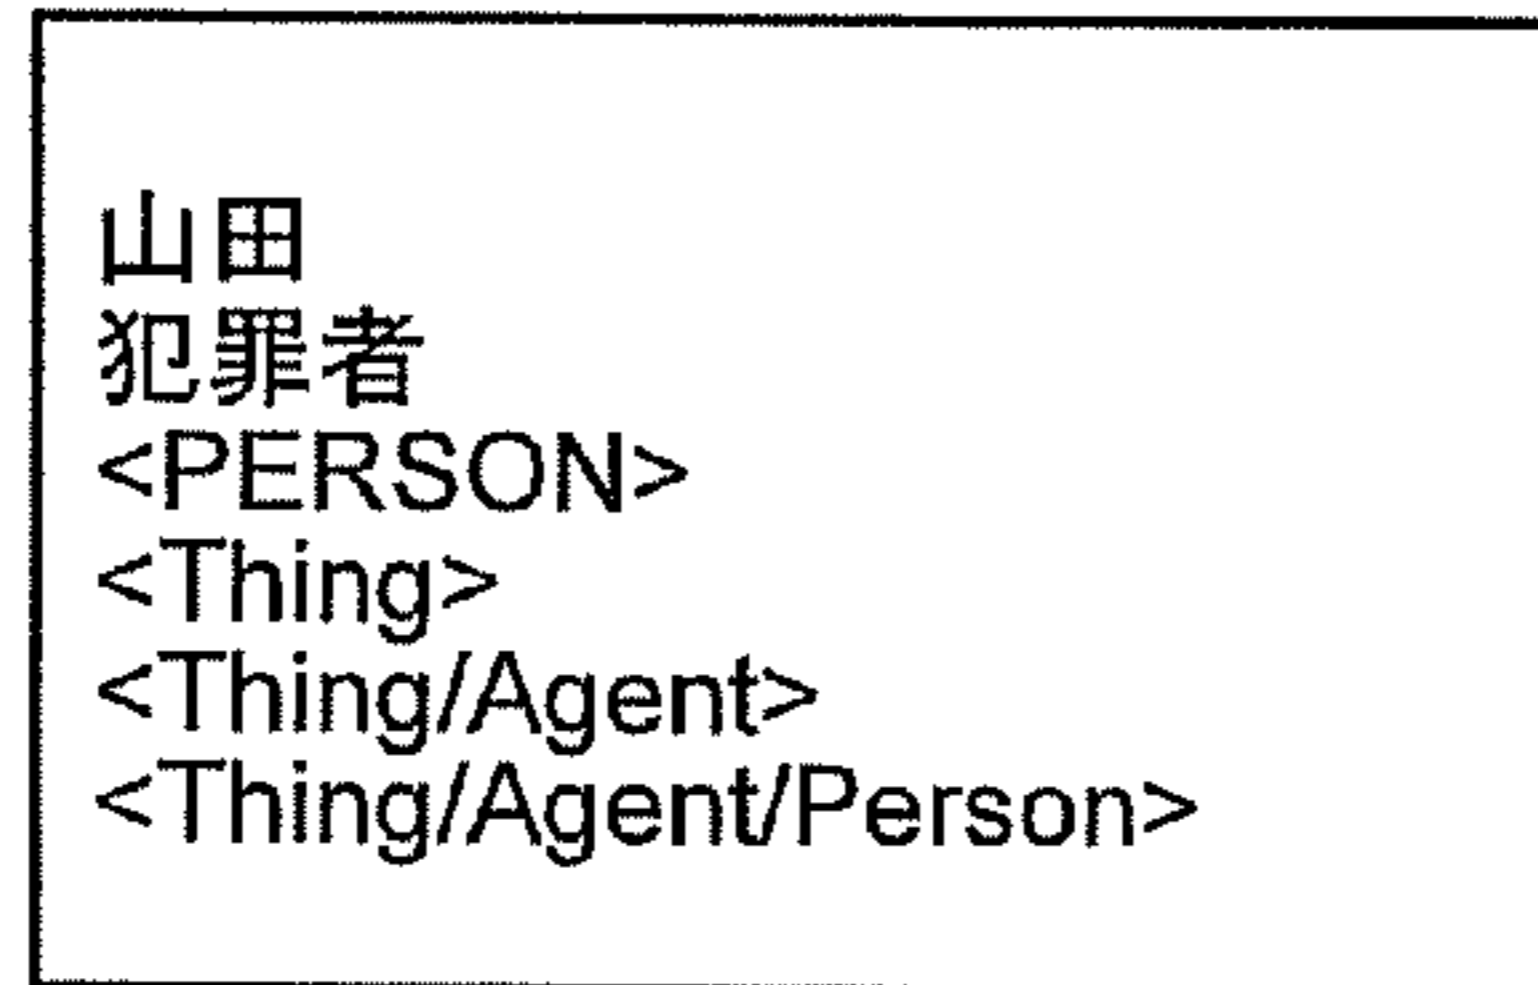 山田
犯罪者
<PERSON>
<Thing>
<Thing/Agent>
<Thing/Agent/Person>